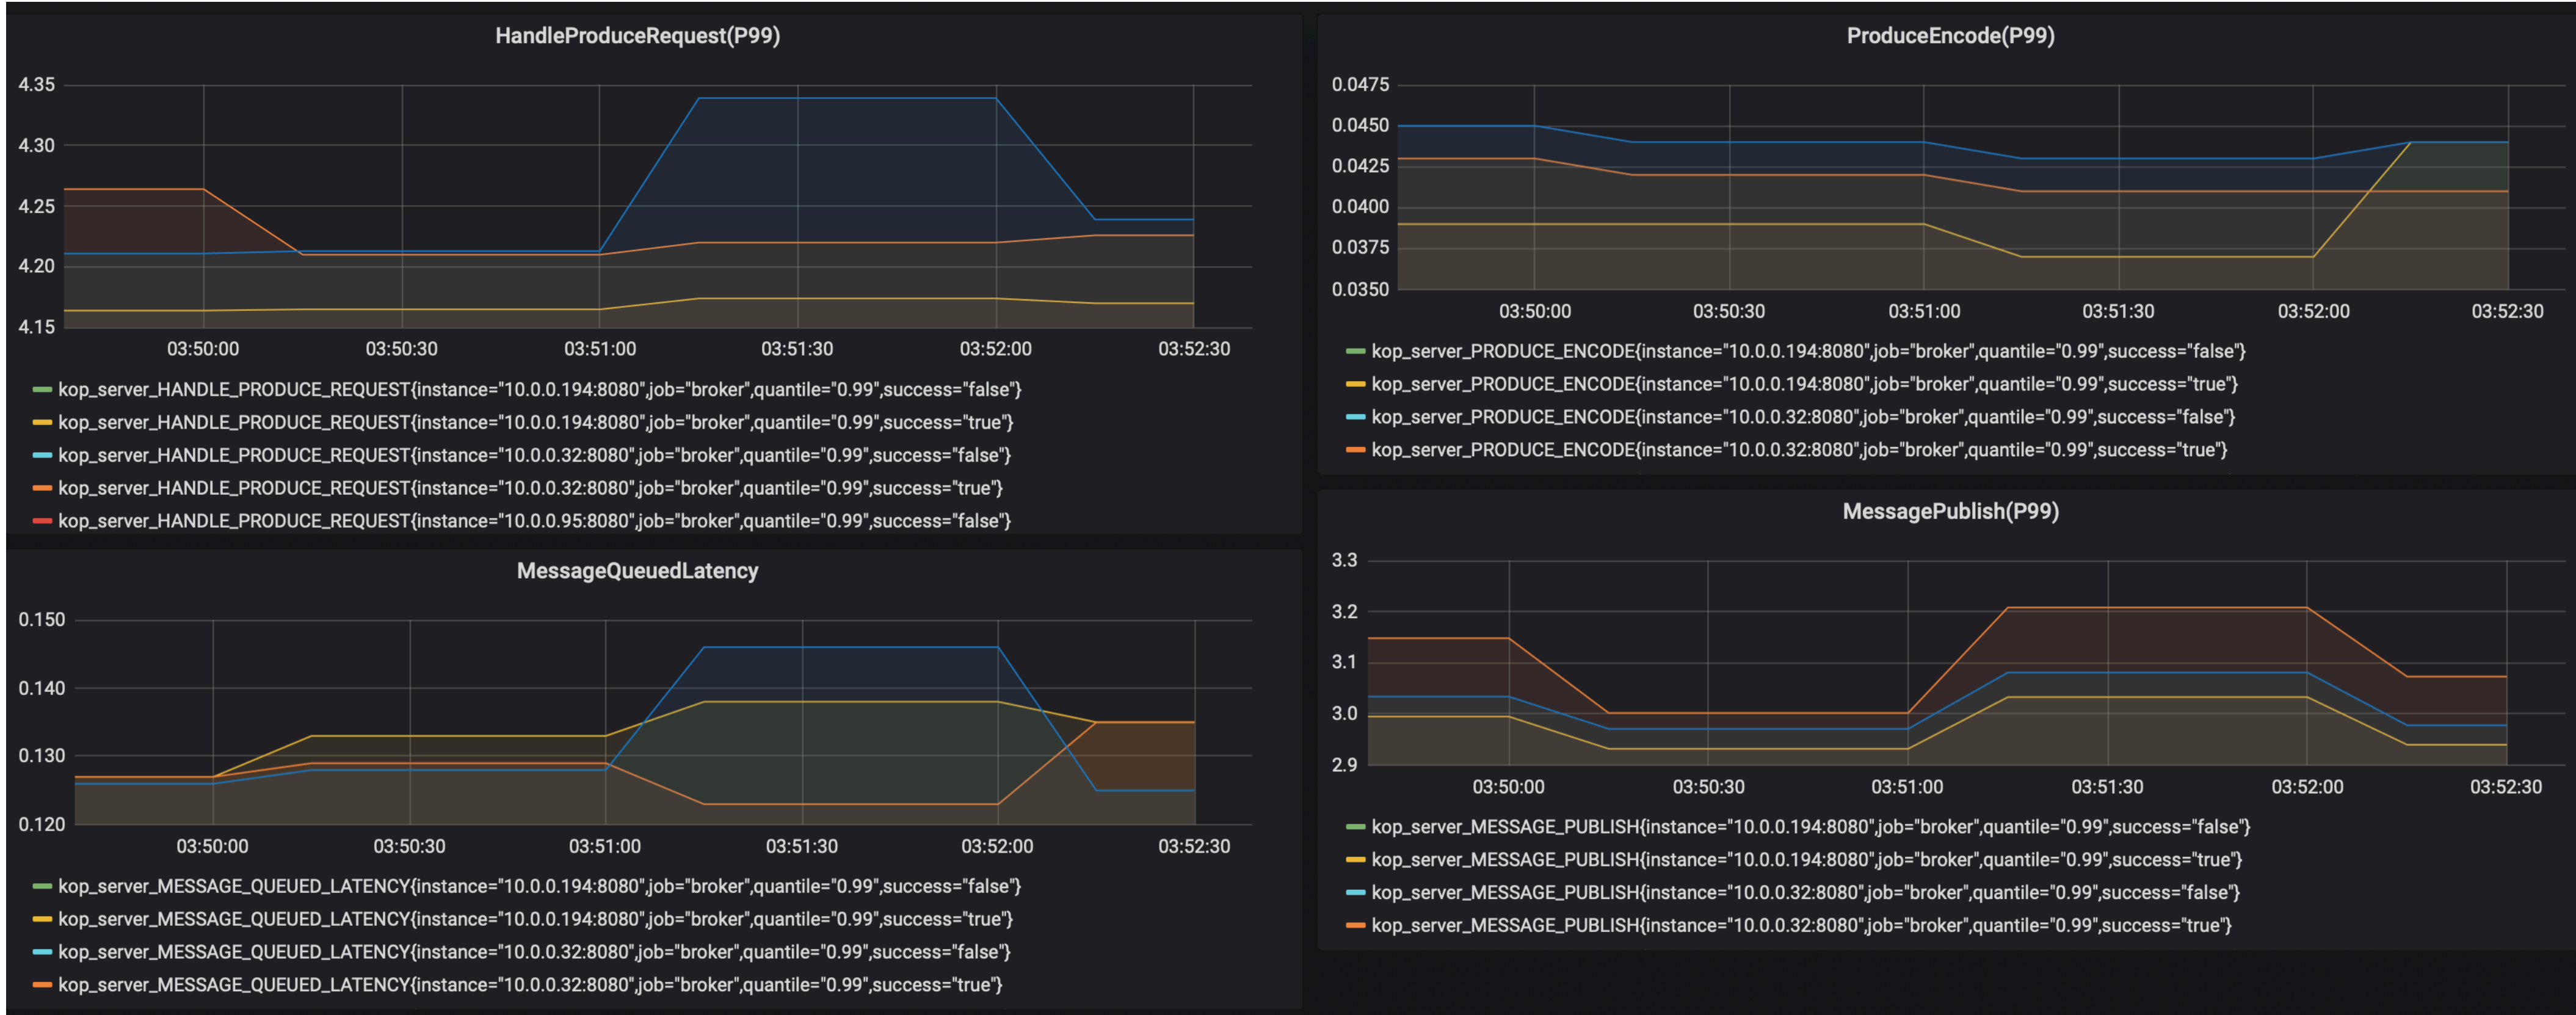 HandleProduceRequest(P99)
4.35
4.30
4.25
4.20
4.15
03:50:00 03:50:30 03:51:00 03:51:30 03:52:00 03:52:30
kop_server_HANDLE_PRODUCE_REQUEST{instance="10.0.0.194:8080",job="broker",quantile="0.99",success="false"}
kop_server_HANDLE_PRODUCE_REQUEST{instance="10.0.0.194:8080",job="broker",quantile="0.99",success="true"}
kop_server_HANDLE_PRODUCE_REQUEST{instance="10.0.0.32:8080",job="broker",quantile="0.99",success="false"}
kop_server_HANDLE_PRODUCE_REQUEST{instance="10.0.0.32:8080",job="broker",quantile="0.99",success="true"}
kop_server_HANDLE_PRODUCE_REQUEST{instance="10.0.0.95:8080",job="broker",quantile="0.99",success="false"}
ProduceEncode(P99)
0.0475
0.0450
0.0425
0.0400
0.0375
0.0350
03:50:00 03:50:30 03:51:00 03:51:30 03:52:00 03:52:30
kop_server_PRODUCE_ENCODE{instance="10.0.0.194:8080",job="broker",quantile="0.99",success="false"}
kop_server_PRODUCE_ENCODE{instance="10.0.0.194:8080",job="broker",quantile="0.99",success="true"}
kop_server_PRODUCE_ENCODE{instance="10.0.0.32:8080",job="broker",quantile="0.99",success="false"}
kop_server_PRODUCE_ENCODE{instance="10.0.0.32:8080",job="broker",quantile="0.99",success="true"}
MessageQueuedLatency
0.150
0.140
0.130
0.120
03:50:00 03:50:30 03:51:00 03:51:30 03:52:00 03:52:30
kop_server_MESSAGE_QUEUED_LATENCY{instance="10.0.0.194:8080",job="broker",quantile="0.99",success="false"}
kop_server_MESSAGE_QUEUED_LATENCY{instance="10.0.0.194:8080",job="broker",quantile="0.99",success="true"}
kop_server_MESSAGE_QUEUED_LATENCY{instance="10.0.0.32:8080",job="broker",quantile="0.99",success="false"}
kop_server_MESSAGE_QUEUED_LATENCY{instance="10.0.0.32:8080",job="broker",quantile="0.99",success="true"}
MessagePublish(P99)
3.3
3.2
3.1
3.0
2.9
03:50:00 03:50:30 03:51:00 03:51:30 03:52:00 03:52:30
kop_server_MESSAGE_PUBLISH{instance="10.0.0.194:8080",job="broker",quantile="0.99",success="false"}
kop_server_MESSAGE_PUBLISH{instance="10.0.0.194:8080",job="broker",quantile="0.99",success="true"}
kop_server_MESSAGE_PUBLISH{instance="10.0.0.32:8080",job="broker",quantile="0.99",success="false"}
kop_server_MESSAGE_PUBLISH{instance="10.0.0.32:8080",job="broker",quantile="0.99",success="true"}